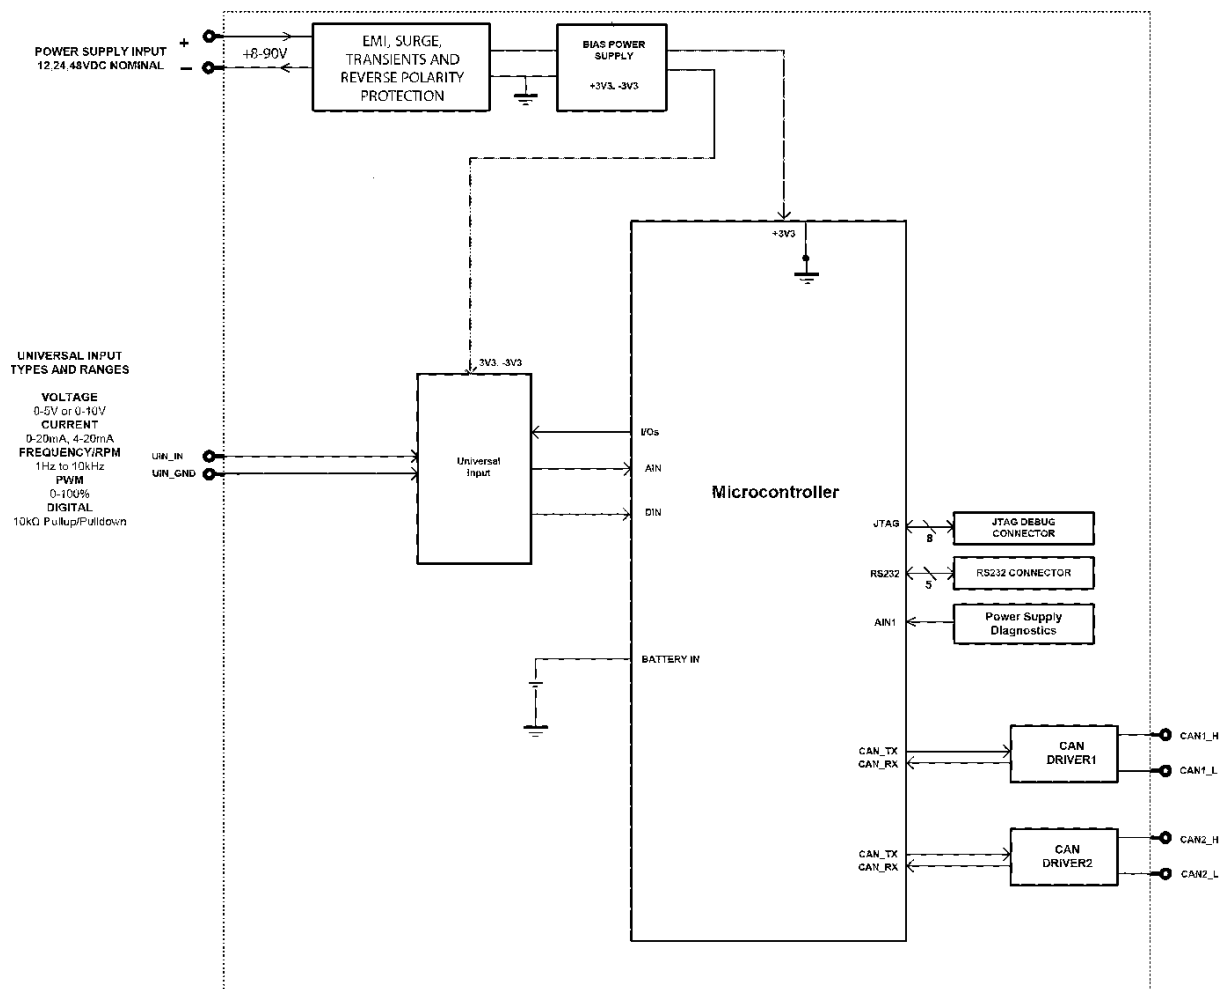 POWER SUPPLY INPUT
12,24,48VDC NOMINAL
+
−
+8-90V
EMI, SURGE,
TRANSIENTS AND
REVERSE POLARITY
PROTECTION
BIAS POWER
SUPPLY
+3V3. -3V3
+3V3
UNIVERSAL INPUT
TYPES AND RANGES
VOLTAGE
0-5V or 0-10V
CURRENT
0-20mA, 4-20mA
FREQUENCY/RPM
1Hz to 10kHz
PWM
0-100%
DIGITAL
10kΩ Pullup/Pulldown
UIN_IN
UIN_GND
3V3. -3V3
Universal
Input
I/Os
AIN
DIN
Microcontroller
BATTERY IN
JTAG
8
JTAG DEBUG
CONNECTOR
RS232
5
RS232 CONNECTOR
AIN1
Power Supply
Diagnostics
CAN_TX
CAN_RX
CAN
DRIVER1
CAN1_H
CAN1_L
CAN_TX
CAN_RX
CAN
DRIVER2
CAN2_H
CAN2_L